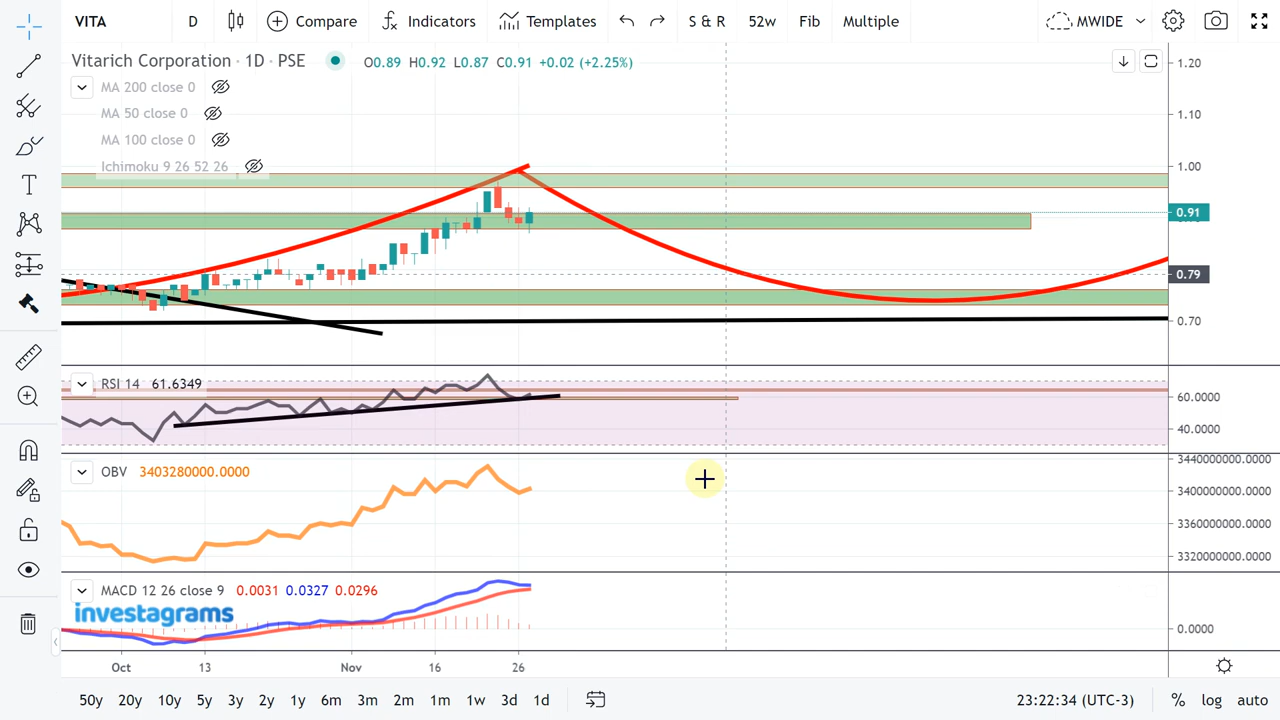 VITA D Compare Indicators Templates S & R 52w Fib Multiple MWIDE
Vitarich Corporation · 1D · PSE O0.89 H0.92 L0.87 C0.91 +0.02 (+2.25%)
MA 200 close 0
MA 50 close 0
MA 100 close 0
Ichimoku 9 26 52 26
1.20
1.10
1.00
0.91
0.79
0.70
RSI 14 61.6349
60.0000
40.0000
OBV 3403280000.0000
3440000000.0000
3400000000.0000
3360000000.0000
3320000000.0000
MACD 12 26 close 9 0.0031 0.0327 0.0296
investagrams
0.0000
Oct 13 Nov 16 26
50y 20y 10y 5y 3y 2y 1y 6m 3m 2m 1m 1w 3d 1d 23:22:34 (UTC-3) % log auto